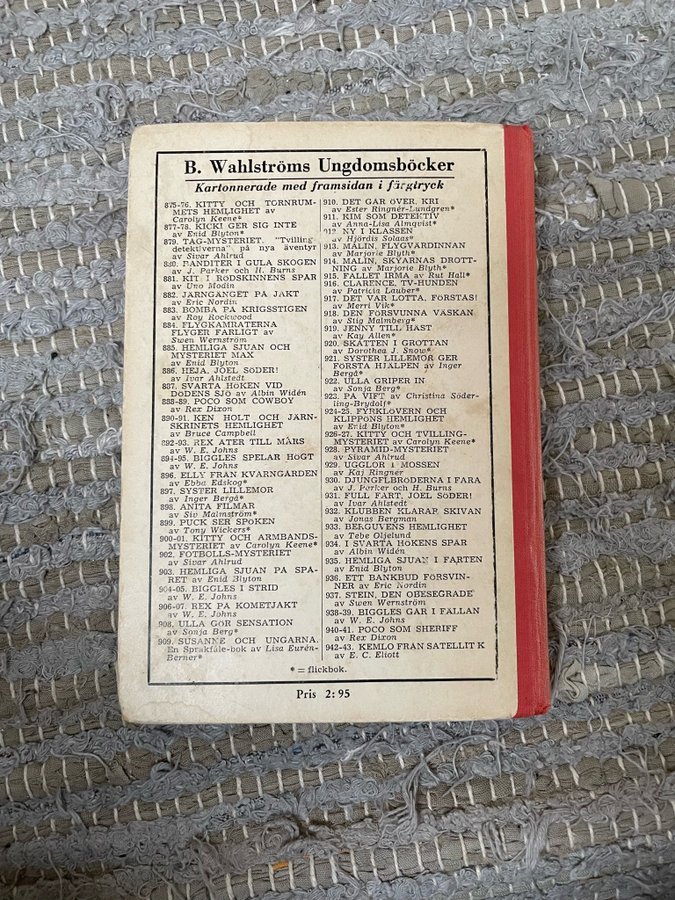 B. Wahlströms Ungdomsböcker
Kartonnerade med framsidan i färgtryck
875-76. KITTY OCH TORNRUM-
METS HEMLIGHET av
Carolyn Keene*
877-78. KICKI GER SIG INTE
av Enid Blyton*
879. TÅG-MYSTERIET. "Tvilling-
detektiverna" på nya äventyr
av Sivar Ahlrud
880. BANDITER I GULA SKOGEN
av J. Parker och H. Burns
881. KIT I RÖDSKINNENS SPÅR
av Uno Modin
882. JÄRNGÄNGET PÅ JAKT
av Eric Nordin
883. BOMBA PÅ KRIGSSTIGEN
av Roy Rockwood
884. FLYGKAMRATERNA
FLYGER FARLIGT av
Swen Wernström
885. HEMLIGA SJUAN OCH
MYSTERIET MAX
av Enid Blyton
886. HEJA, JOEL SÖDER!
av Ivar Ahlstedt
887. SVARTA HÖKEN VID
DÖDENS SJÖ av Albin Widén
888-89. POCO SOM COWBOY
av Rex Dixon
890-91. KEN HOLT OCH JÄRN-
SKRINETS HEMLIGHET
av Bruce Campbell
892-93. REX ÅTER TILL MARS
av W. E. Johns
894-95. BIGGLES SPELAR HÖGT
av W. E. Johns
896. ELLY FRÅN KVARNGÅRDEN
av Ebba Edskog*
897. SYSTER LILLEMOR
av Inger Bergå*
898. ANITA FILMAR
av Siv Malmström*
899. PUCK SER SPÖKEN
av Tony Wickers*
900-01. KITTY OCH ARMBANDS-
MYSTERIET av Carolyn Keene*
902. FOTBOLLS-MYSTERIET
av Sivar Ahlrud
903. HEMLIGA SJUAN PÅ SPÅ-
RET av Enid Blyton
904-05. BIGGLES I STRID
av W. E. Johns
906-07. REX PÅ KOMETJAKT
av W. E. Johns
908. ULLA GÖR SENSATION
av Sonja Berg*
909. SUSANNE OCH UNGARNA.
En Språkfåle-bok av Lisa Eurén-
Berner*
910. DET GÅR ÖVER, KRI
av Ester Ringnér-Lundgren*
911. KIM SOM DETEKTIV
av Anna-Lisa Almqvist*
912. NY I KLASSEN
av Hjördis Solaas*
913. MALIN, FLYGVÄRDINNAN
av Marjorie Blyth*
914. MALIN, SKYARNAS DROTT-
NING av Marjorie Blyth*
915. FALLET IRMA av Rut Hall*
916. CLARENCE, TV-HUNDEN
av Patricia Lauber*
917. DET VAR LOTTA, FÖRSTÅS!
av Merri Vik*
918. DEN FÖRSVUNNA VÄSKAN
av Stig Malmberg*
919. JENNY TILL HÄST
av Kay Allen*
920. SKATTEN I GROTTAN
av Dorothea J. Snow*
921. SYSTER LILLEMOR GER
FÖRSTA HJÄLPEN av Inger
Bergå*
922. ULLA GRIPER IN
av Sonja Berg*
923. PÅ VIFT av Christina Söder-
ling-Brydolf*
924-25. FYRKLÖVERN OCH
KLIPPÖNS HEMLIGHET
av Enid Blyton*
926-27. KITTY OCH TVILLING-
MYSTERIET av Carolyn Keene*
928. PYRAMID-MYSTERIET
av Sivar Ahlrud
929. UGGLOR I MOSSEN
av Kaj Ringnér
930. DJUNGELBRÖDERNA I FARA
av J. Parker och H. Burns
931. FULL FART, JOEL SÖDER!
av Ivar Ahlstedt
932. KLUBBEN KLARAR SKIVAN
av Jonas Bergman
933. BERGUVENS HEMLIGHET
av Tebe Oljelund
934. I SVARTA HÖKENS SPÅR
av Albin Widén
935. HEMLIGA SJUAN I FARTEN
av Enid Blyton
936. ETT BANKBUD FÖRSVIN-
NER av Eric Nordin
937. STEIN, DEN OBESEGRADE
av Swen Wernström
938-39. BIGGLES GÅR I FÄLLAN
av W. E. Johns
940-41. POCO SOM SHERIFF
av Rex Dixon
942-43. KEMLO FRÅN SATELLIT K
av E. C. Eliott
* = flickbok.
Pris 2:95